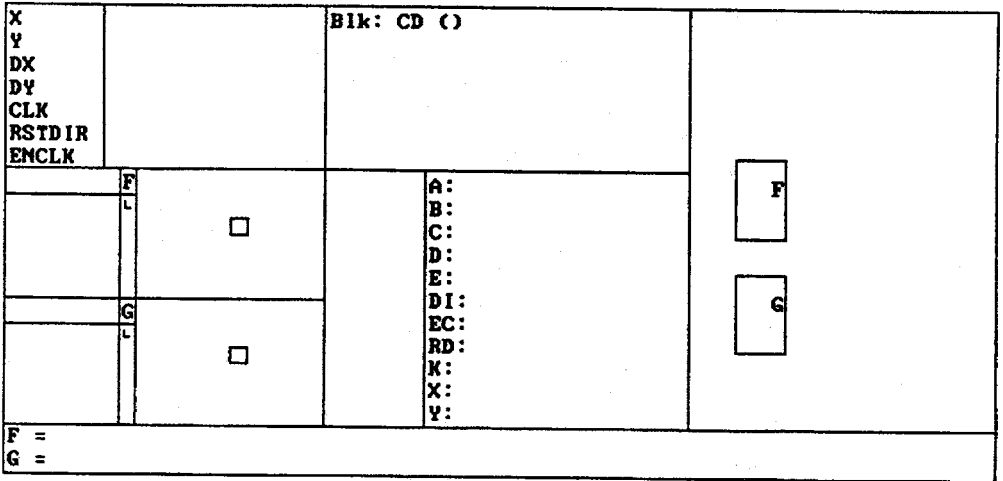 X
Y
DX
DY
CLK
RSTDIR
ENCLK
Blk: CD ()
F
L
G
L
A:
B:
C:
D:
E:
DI:
EC:
RD:
K:
X:
Y:
F
G
F =
G =